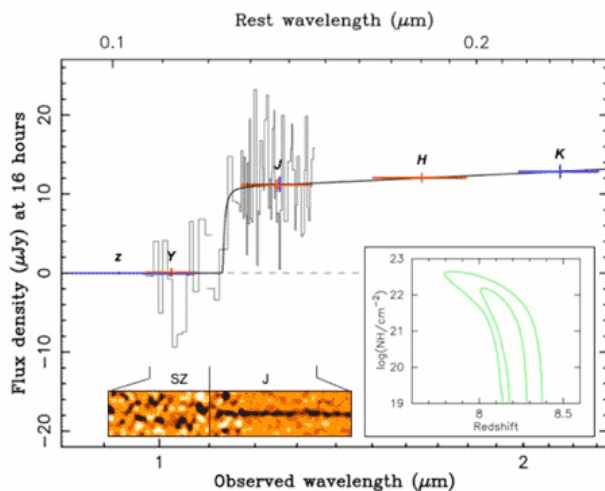 Rest wavelength (μm)
0.1 0.2
Flux density (μJy) at 16 hours
20
10
0
−10
−20
z Y J H K
SZ J
log(NH/cm⁻²)
23
22
21
20
19
8 8.5
Redshift
1 2
Observed wavelength (μm)